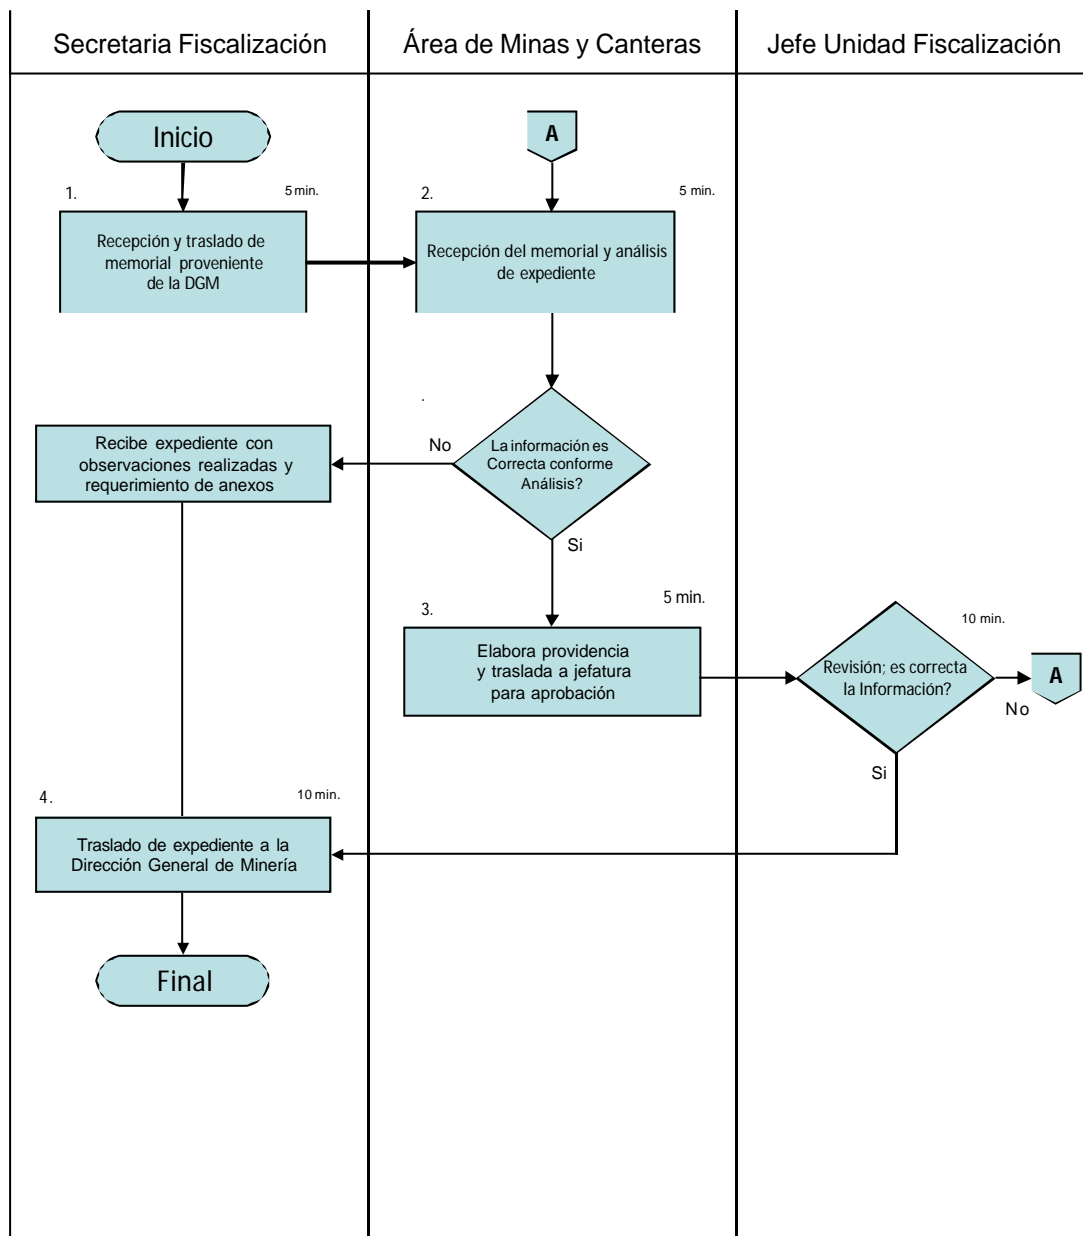 Secretaria Fiscalización
Área de Minas y Canteras
Jefe Unidad Fiscalización
Inicio
A
1.
5 min.
2.
5 min.
Recepción y traslado de
memorial proveniente
de la DGM
Recepción del memorial y análisis
de expediente
.
Recibe expediente con
observaciones realizadas y
requerimiento de anexos
No
La información es
Correcta conforme
Análisis?
Si
3.
5 min.
10 min.
Elabora providencia
y traslada a jefatura
para aprobación
Revisión; es correcta
la Información?
A
No
Si
4.
10 min.
Traslado de expediente a la
Dirección General de Minería
Final